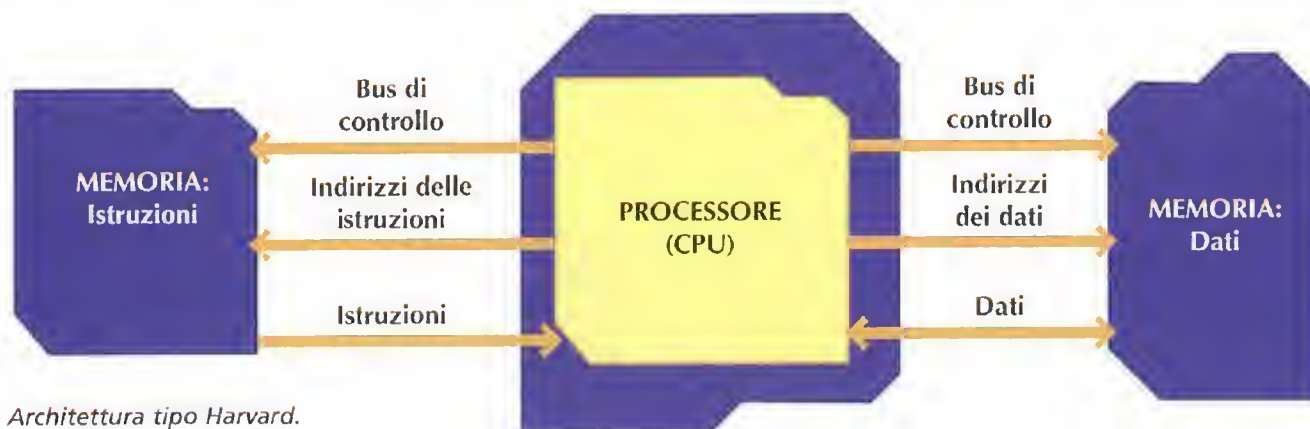 MEMORIA:
Istruzioni
Bus di
controllo
Indirizzi delle
istruzioni
Istruzioni
PROCESSORE
(CPU)
Bus di
controllo
Indirizzi
dei dati
Dati
MEMORIA:
Dati
Architettura tipo Harvard.